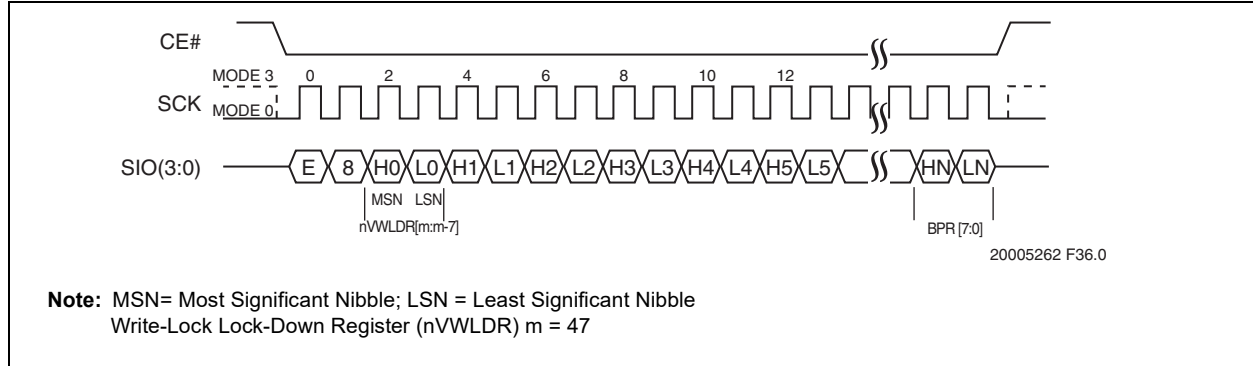 CE#
MODE 3 0 2 4 6 8 10 12
SCK
MODE 0
SIO(3:0) E 8 H0 L0 H1 L1 H2 L2 H3 L3 H4 L4 H5 L5 HN LN
MSN LSN
nVWLDR[m:m-7] BPR [7:0]
20005262 F36.0
Note: MSN= Most Significant Nibble; LSN = Least Significant Nibble
Write-Lock Lock-Down Register (nVWLDR) m = 47